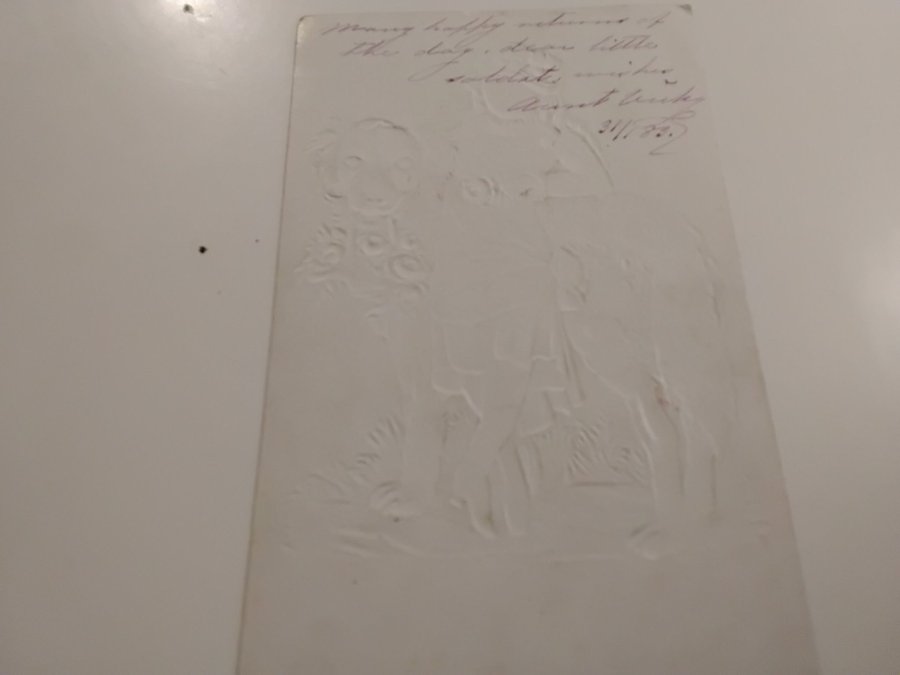 Many happy returns of
the day, dear little
wishes
Aunt